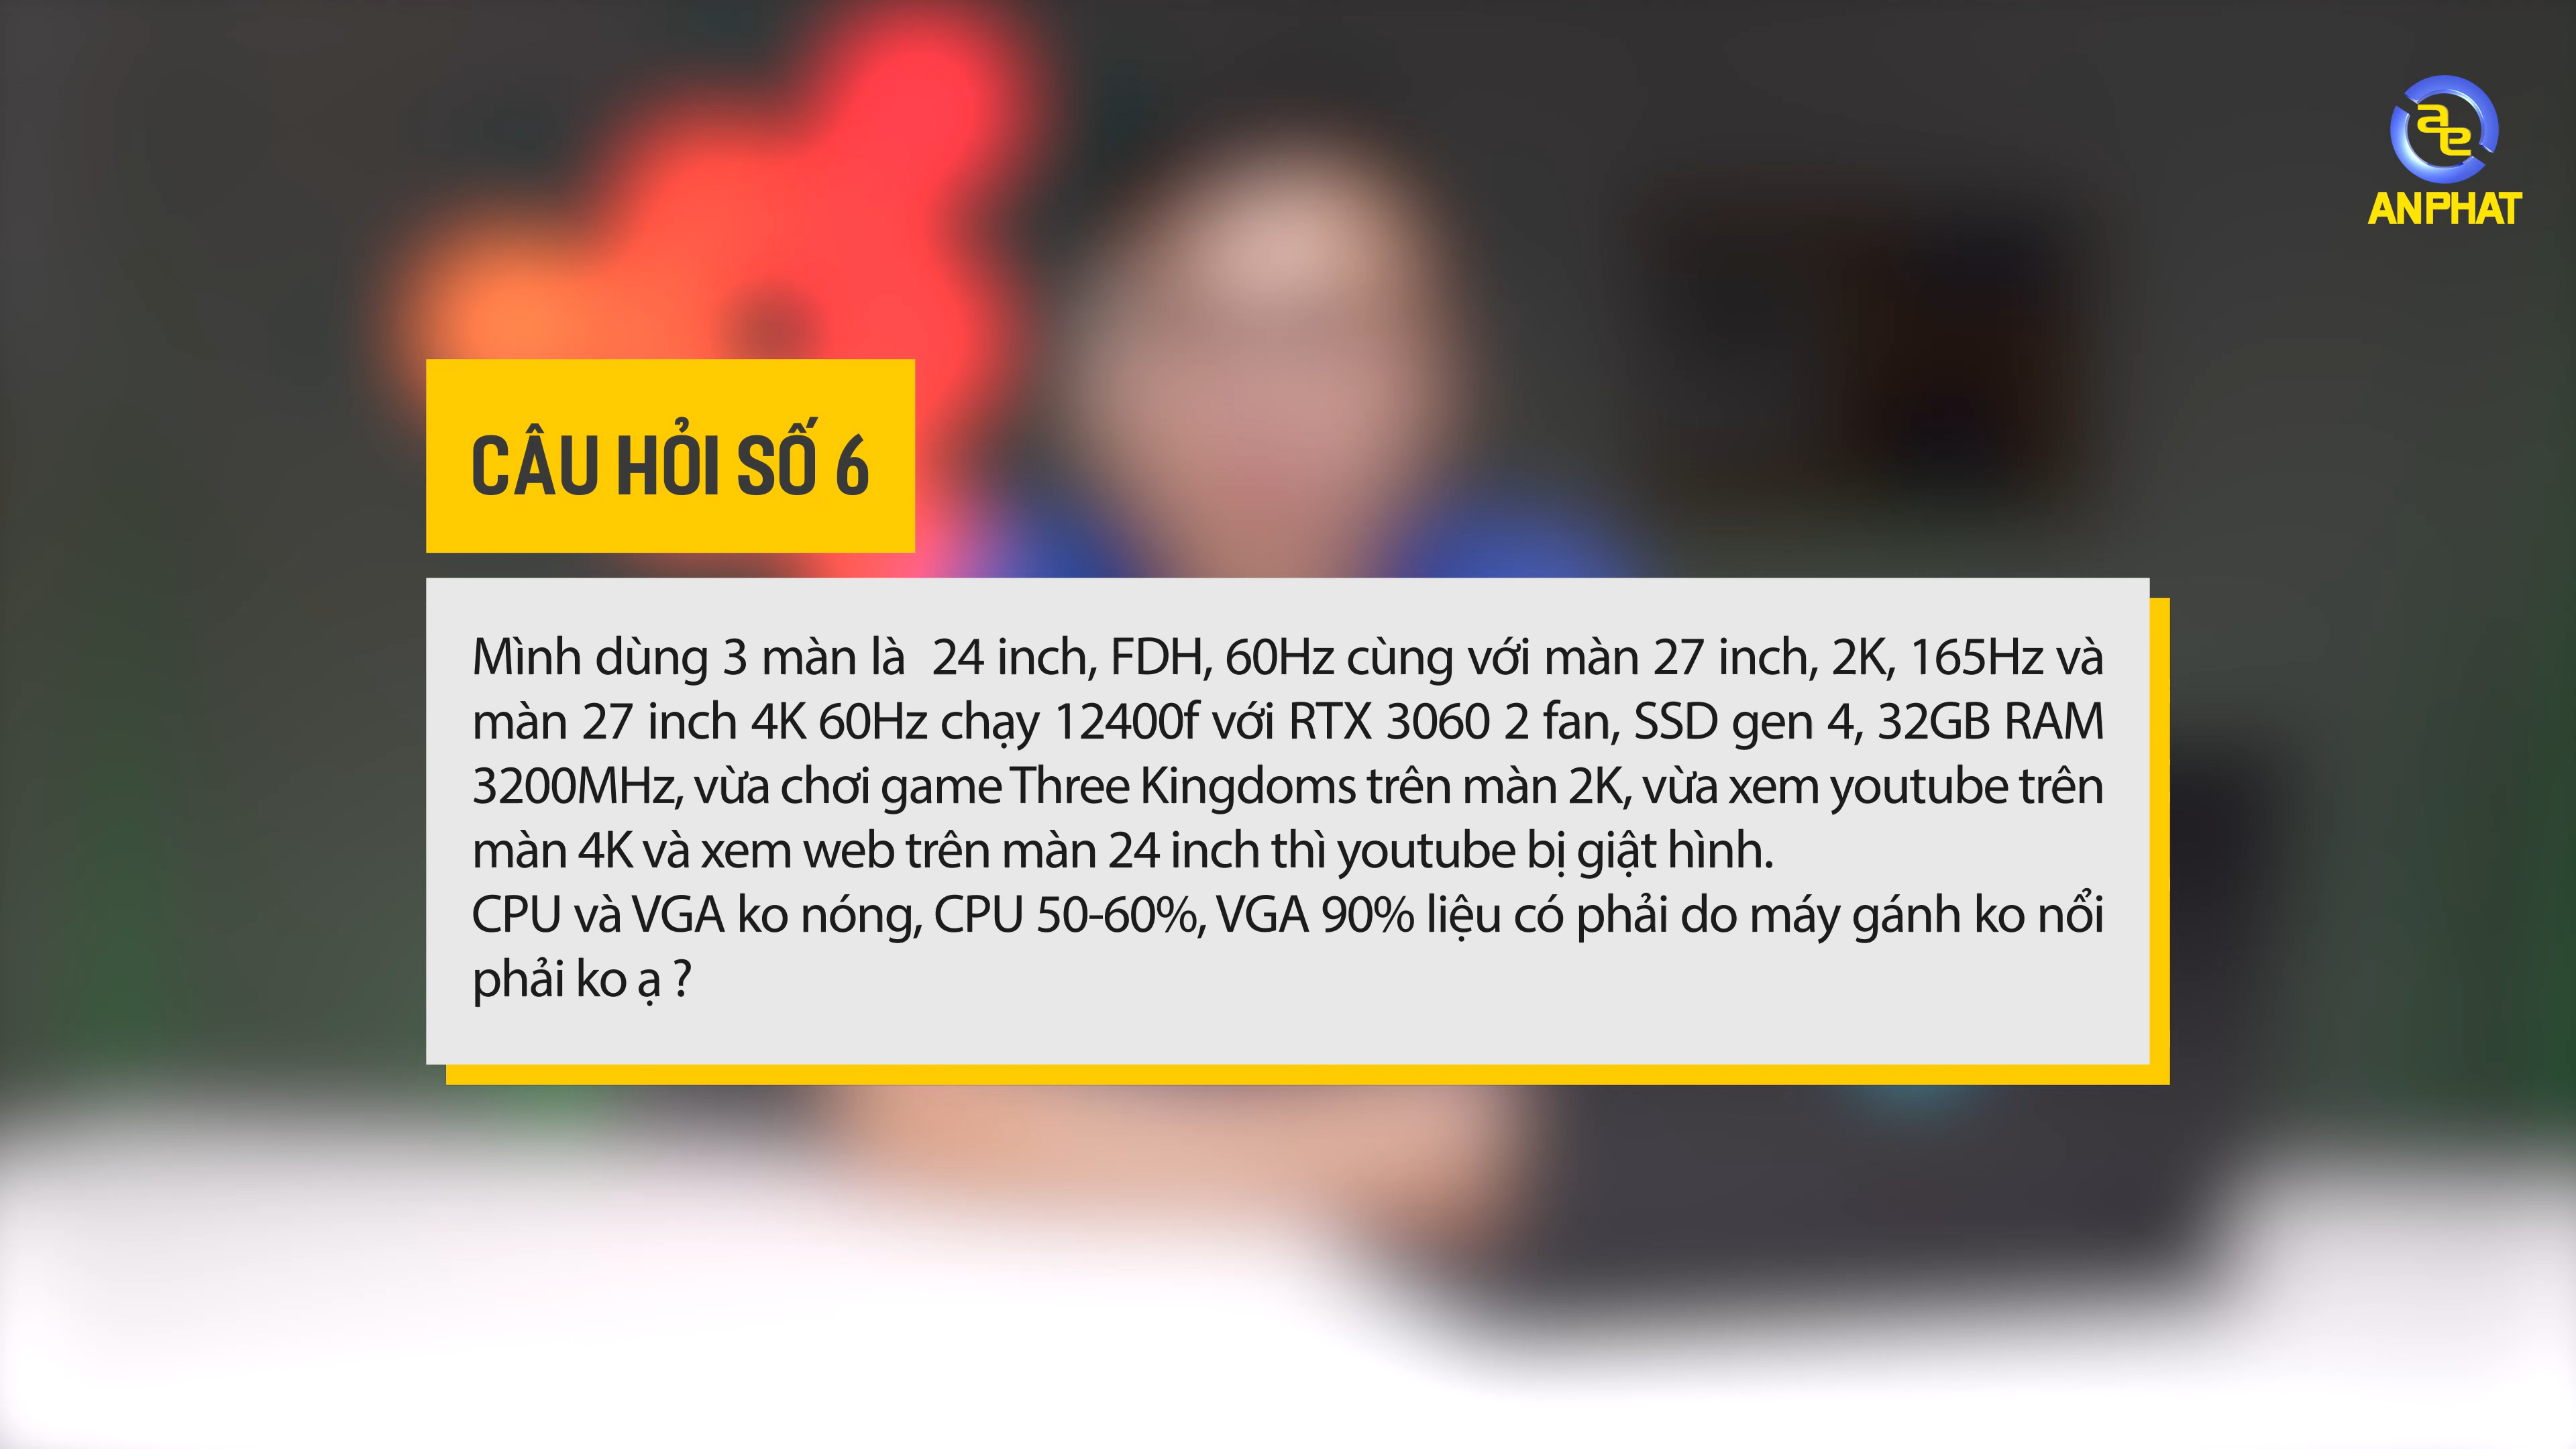 ANPHAT
CÂU HỎI SỐ 6
Mình dùng 3 màn là 24 inch, FDH, 60Hz cùng với màn 27 inch, 2K, 165Hz và
màn 27 inch 4K 60Hz chạy 12400f với RTX 3060 2 fan, SSD gen 4, 32GB RAM
3200MHz, vừa chơi game Three Kingdoms trên màn 2K, vừa xem youtube trên
màn 4K và xem web trên màn 24 inch thì youtube bị giật hình.
CPU và VGA ko nóng, CPU 50-60%, VGA 90% liệu có phải do máy gánh ko nổi
phải ko ạ ?